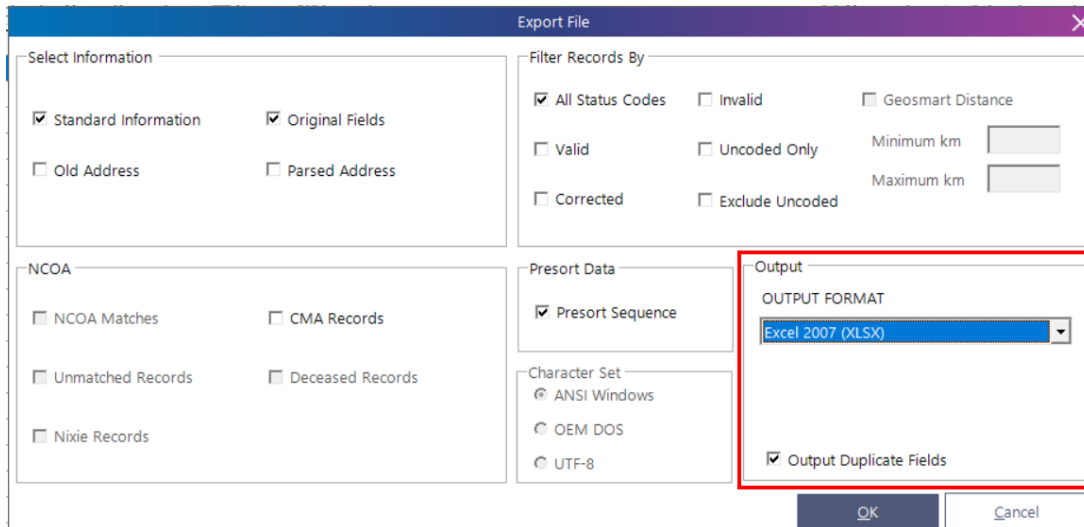 Export File
Select Information
Standard Information
Original Fields
Old Address
Parsed Address
Filter Records By
All Status Codes
Invalid
Geosmart Distance
Valid
Uncoded Only
Minimum km
Maximum km
Corrected
Exclude Uncoded
NCOA
NCOA Matches
CMA Records
Unmatched Records
Deceased Records
Nixie Records
Presort Data
Presort Sequence
Character Set
ANSI Windows
OEM DOS
UTF-8
Output
OUTPUT FORMAT
Excel 2007 (XLSX)
Output Duplicate Fields
OK
Cancel